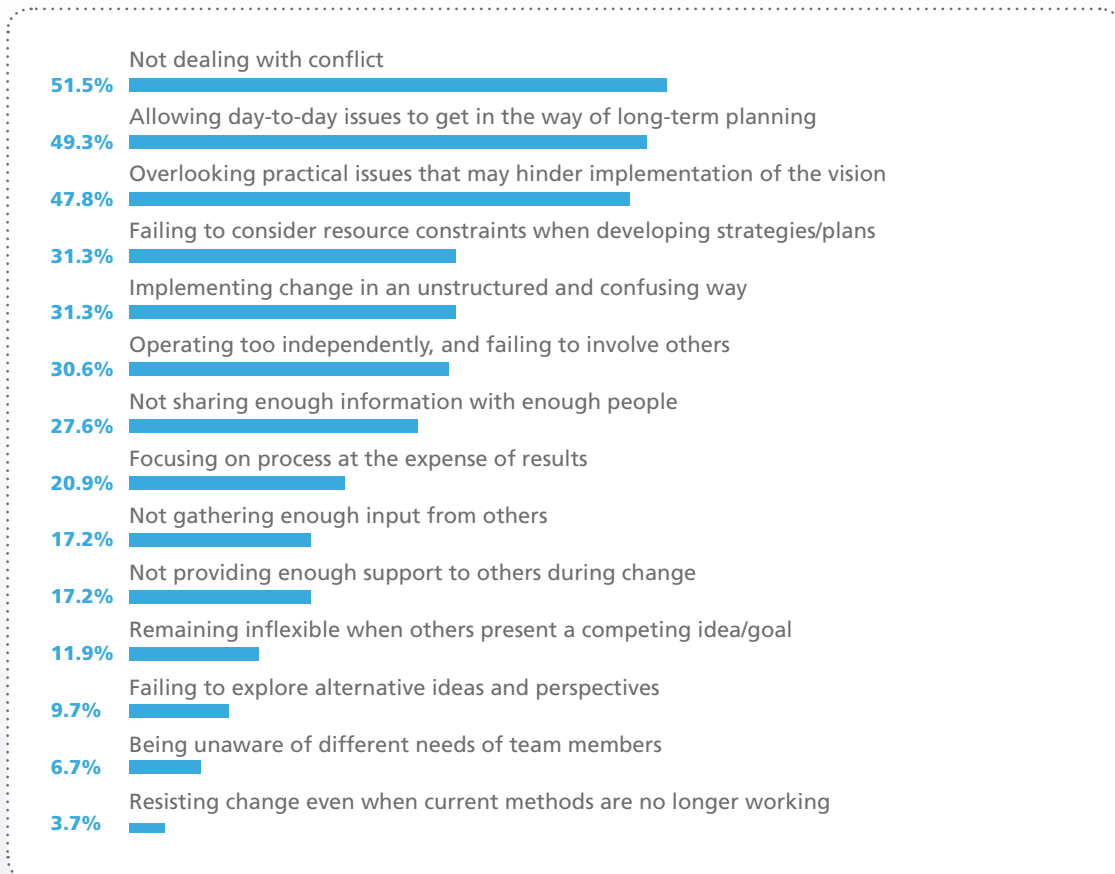 Not dealing with conflict
51.5%
Allowing day-to-day issues to get in the way of long-term planning
49.3%
Overlooking practical issues that may hinder implementation of the vision
47.8%
Failing to consider resource constraints when developing strategies/plans
31.3%
Implementing change in an unstructured and confusing way
31.3%
Operating too independently, and failing to involve others
30.6%
Not sharing enough information with enough people
27.6%
Focusing on process at the expense of results
20.9%
Not gathering enough input from others
17.2%
Not providing enough support to others during change
17.2%
Remaining inflexible when others present a competing idea/goal
11.9%
Failing to explore alternative ideas and perspectives
9.7%
Being unaware of different needs of team members
6.7%
Resisting change even when current methods are no longer working
3.7%